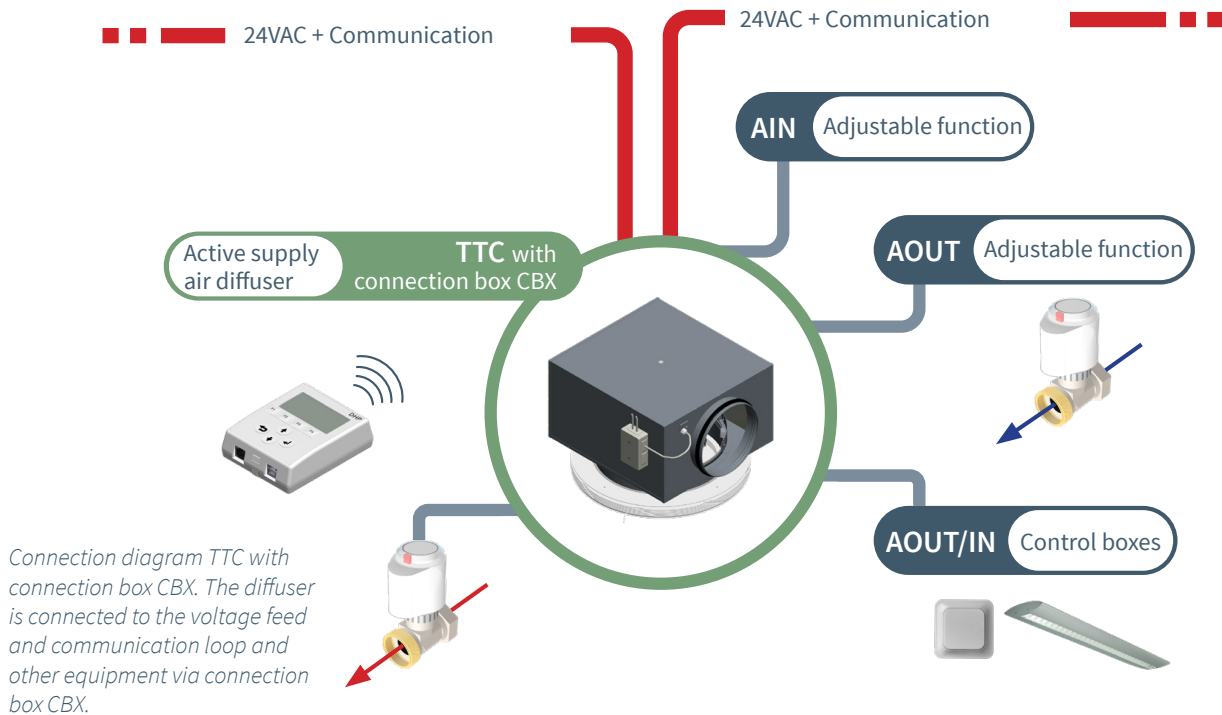 24VAC + Communication
24VAC + Communication
AIN Adjustable function
Active supply
air diffuser
TTC with
connection box CBX
AOUT Adjustable function
DHP
AOUT/IN Control boxes
Connection diagram TTC with
connection box CBX. The diffuser
is connected to the voltage feed
and communication loop and
other equipment via connection
box CBX.